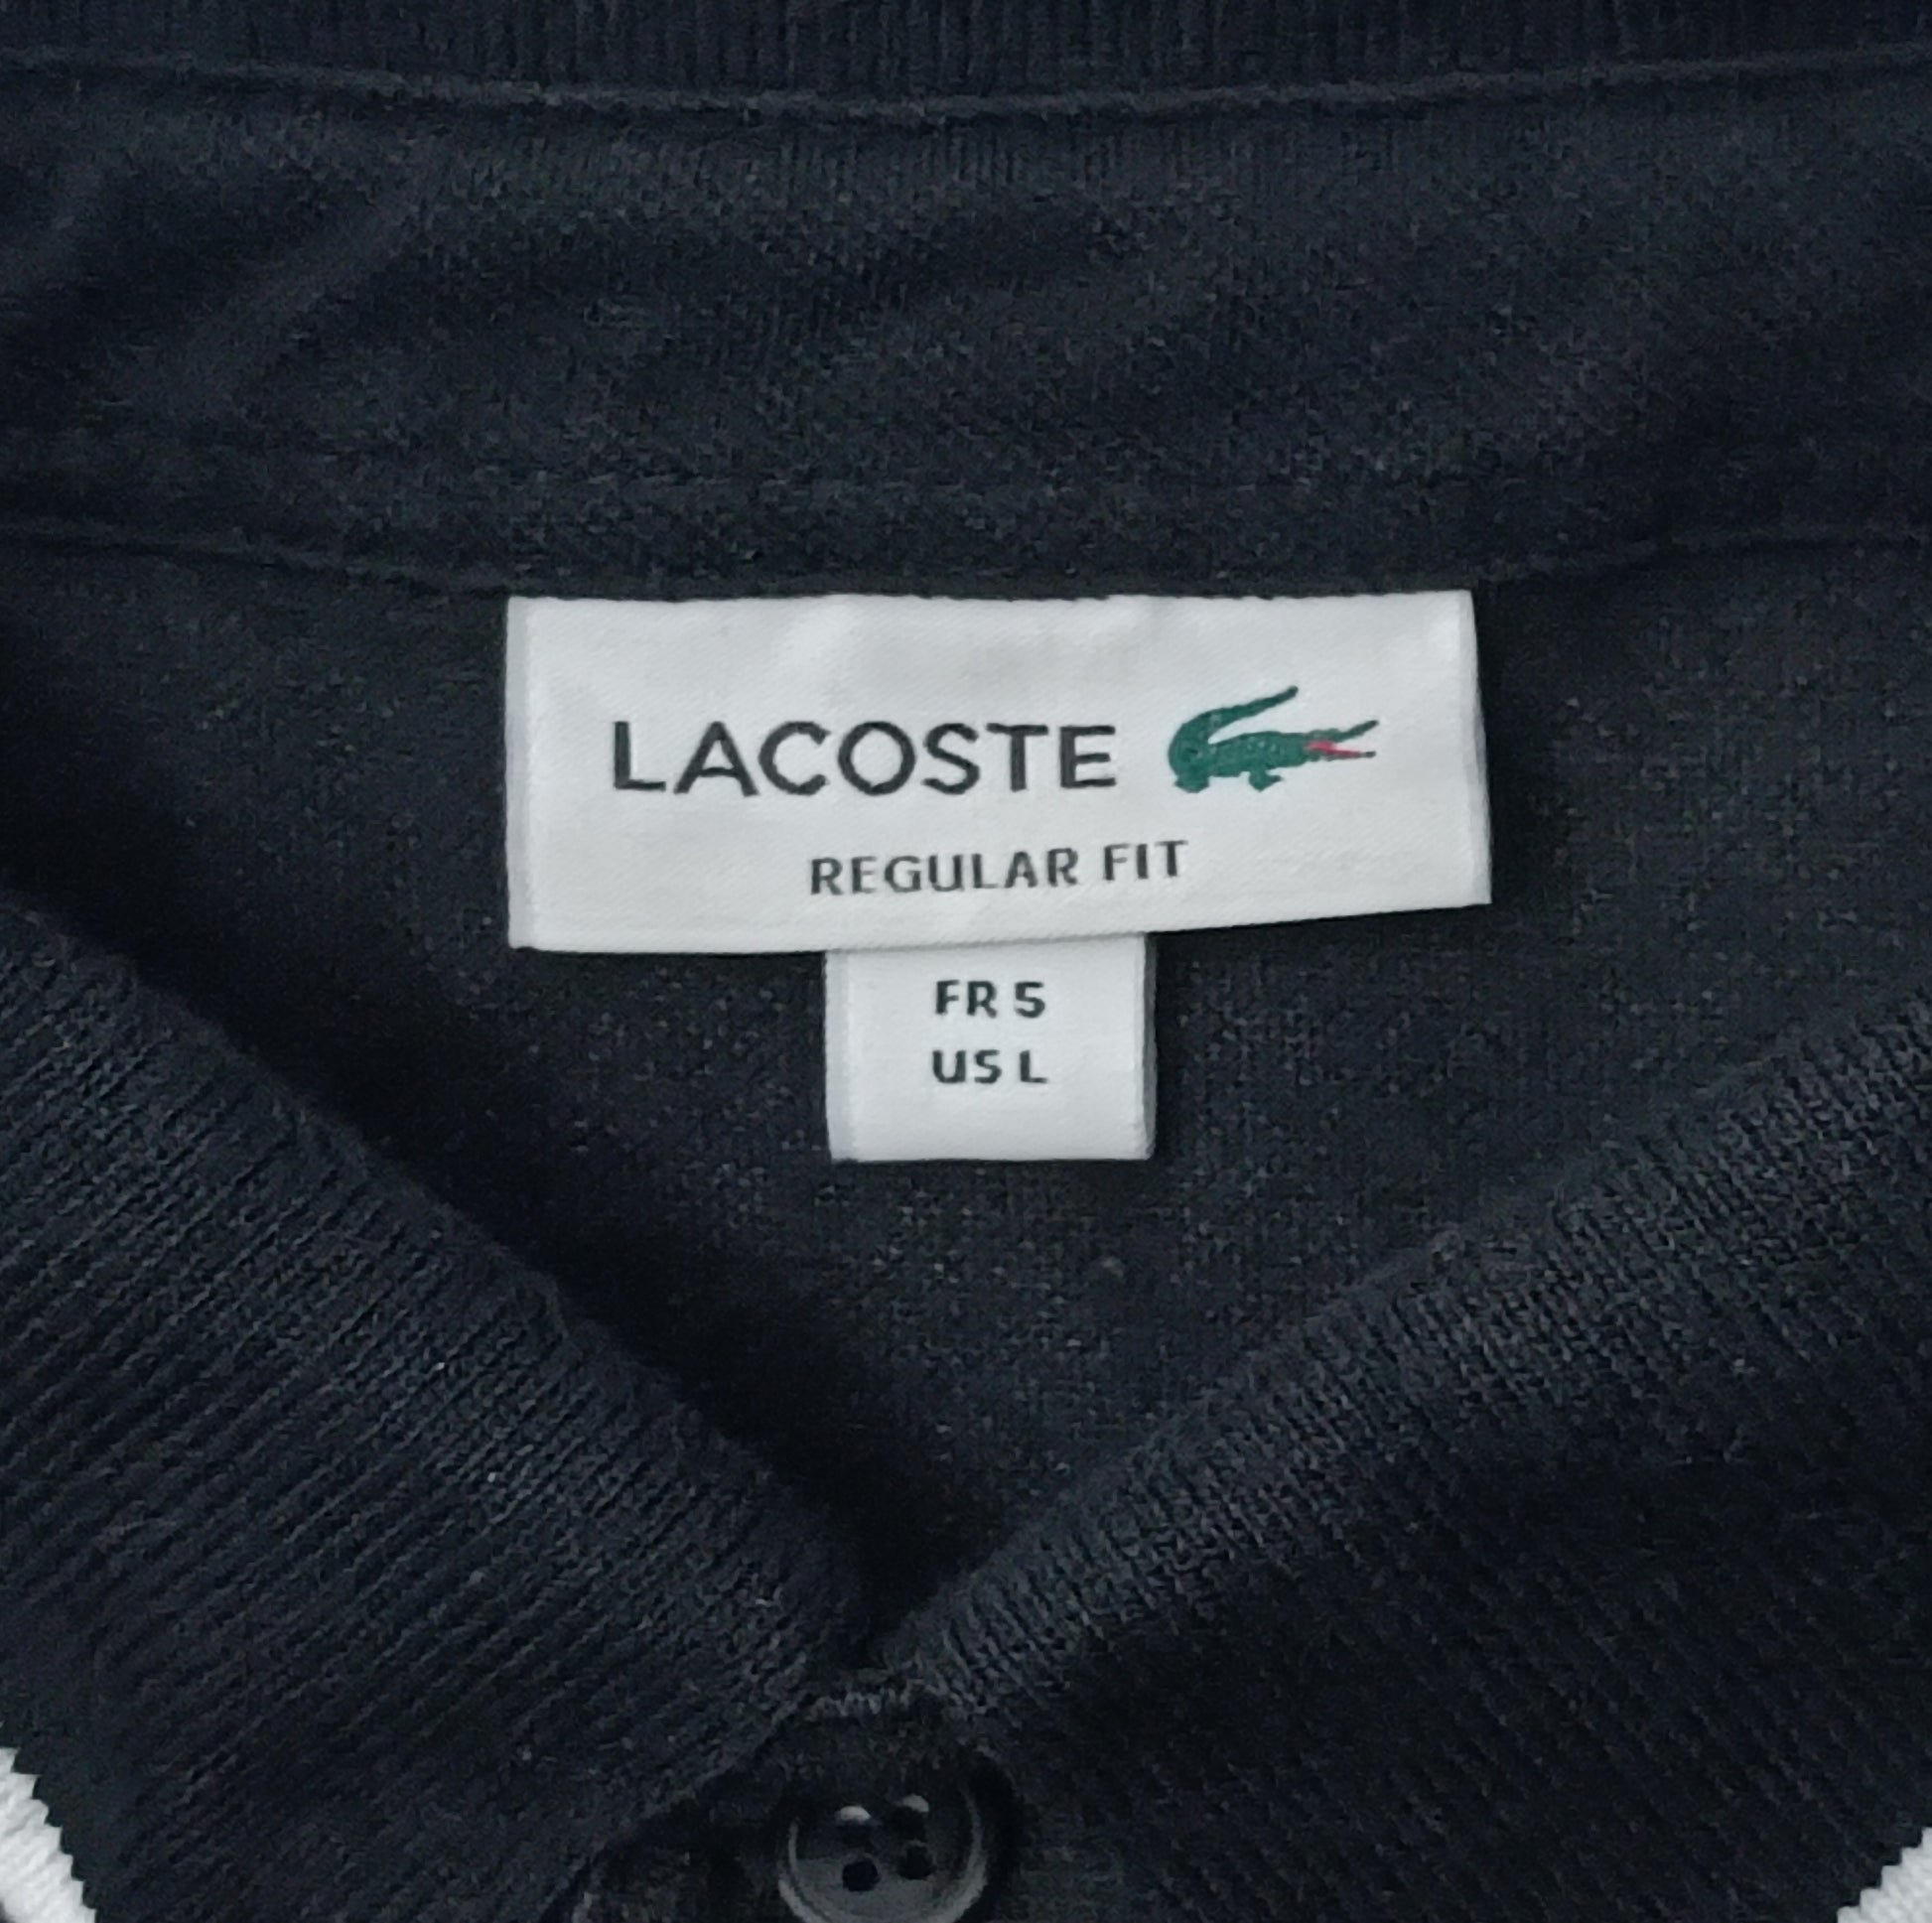 LACOSTE
REGULAR FIT
FR 5
US L